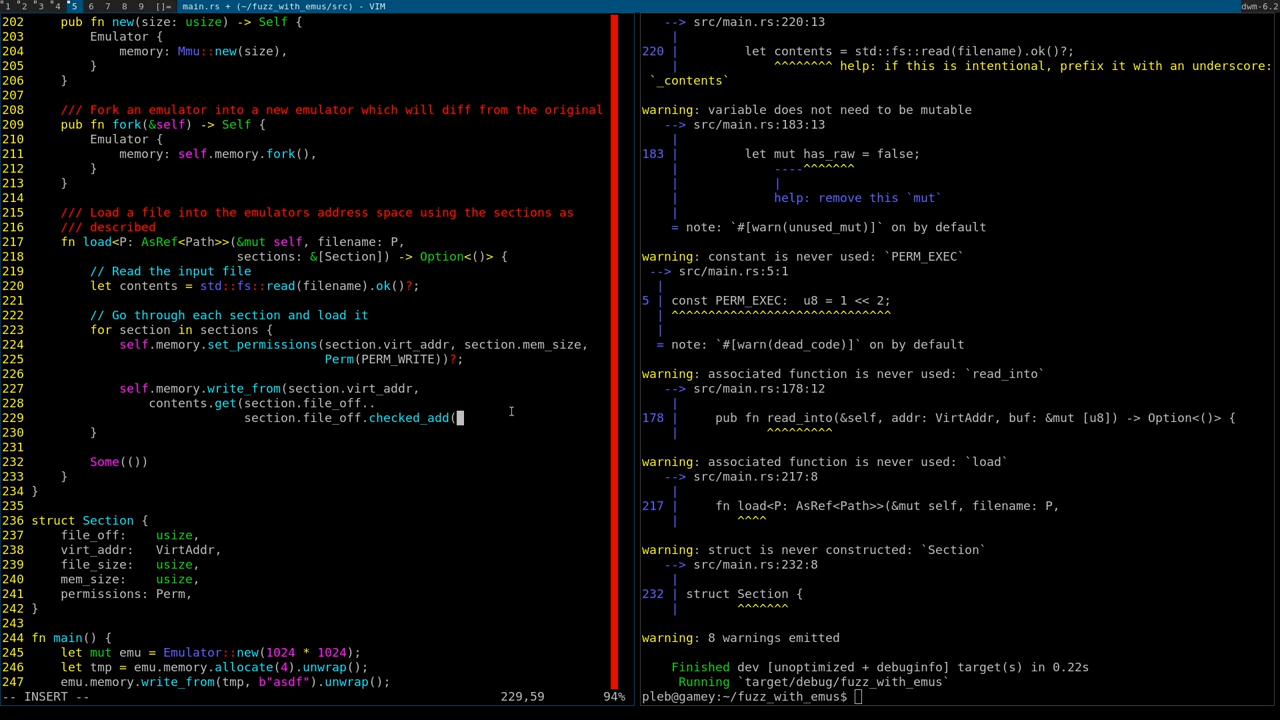 1 2 3 4 5 6 7 8 9 []= main.rs + (~/fuzz_with_emus/src) - VIM dwm-6.2
202     pub fn new(size: usize) -> Self {
203         Emulator {
204             memory: Mmu::new(size),
205         }
206     }
207
208     /// Fork an emulator into a new emulator which will diff from the original
209     pub fn fork(&self) -> Self {
210         Emulator {
211             memory: self.memory.fork(),
212         }
213     }
214
215     /// Load a file into the emulators address space using the sections as
216     /// described
217     fn load<P: AsRef<Path>>(&mut self, filename: P,
218                             sections: &[Section]) -> Option<()> {
219         // Read the input file
220         let contents = std::fs::read(filename).ok()?;
221
222         // Go through each section and load it
223         for section in sections {
224             self.memory.set_permissions(section.virt_addr, section.mem_size,
225                                         Perm(PERM_WRITE))?;
226
227             self.memory.write_from(section.virt_addr,
228                 contents.get(section.file_off..
229                              section.file_off.checked_add(
230         }
231
232         Some(())
233     }
234 }
235
236 struct Section {
237     file_off:    usize,
238     virt_addr:   VirtAddr,
239     file_size:   usize,
240     mem_size:    usize,
241     permissions: Perm,
242 }
243
244 fn main() {
245     let mut emu = Emulator::new(1024 * 1024);
246     let tmp = emu.memory.allocate(4).unwrap();
247     emu.memory.write_from(tmp, b"asdf").unwrap();
-- INSERT -- 229,59 94%
   --> src/main.rs:220:13
    |
220 |         let contents = std::fs::read(filename).ok()?;
    |             ^^^^^^^^ help: if this is intentional, prefix it with an underscore:
 `_contents`

warning: variable does not need to be mutable
   --> src/main.rs:183:13
    |
183 |         let mut has_raw = false;
    |             ----^^^^^^^
    |             |
    |             help: remove this `mut`
    |
    = note: `#[warn(unused_mut)]` on by default

warning: constant is never used: `PERM_EXEC`
 --> src/main.rs:5:1
  |
5 | const PERM_EXEC:  u8 = 1 << 2;
  | ^^^^^^^^^^^^^^^^^^^^^^^^^^^^^^
  |
  = note: `#[warn(dead_code)]` on by default

warning: associated function is never used: `read_into`
   --> src/main.rs:178:12
    |
178 |     pub fn read_into(&self, addr: VirtAddr, buf: &mut [u8]) -> Option<()> {
    |            ^^^^^^^^^

warning: associated function is never used: `load`
   --> src/main.rs:217:8
    |
217 |     fn load<P: AsRef<Path>>(&mut self, filename: P,
    |        ^^^^

warning: struct is never constructed: `Section`
   --> src/main.rs:232:8
    |
232 | struct Section {
    |        ^^^^^^^

warning: 8 warnings emitted

    Finished dev [unoptimized + debuginfo] target(s) in 0.22s
     Running `target/debug/fuzz_with_emus`
pleb@gamey:~/fuzz_with_emus$